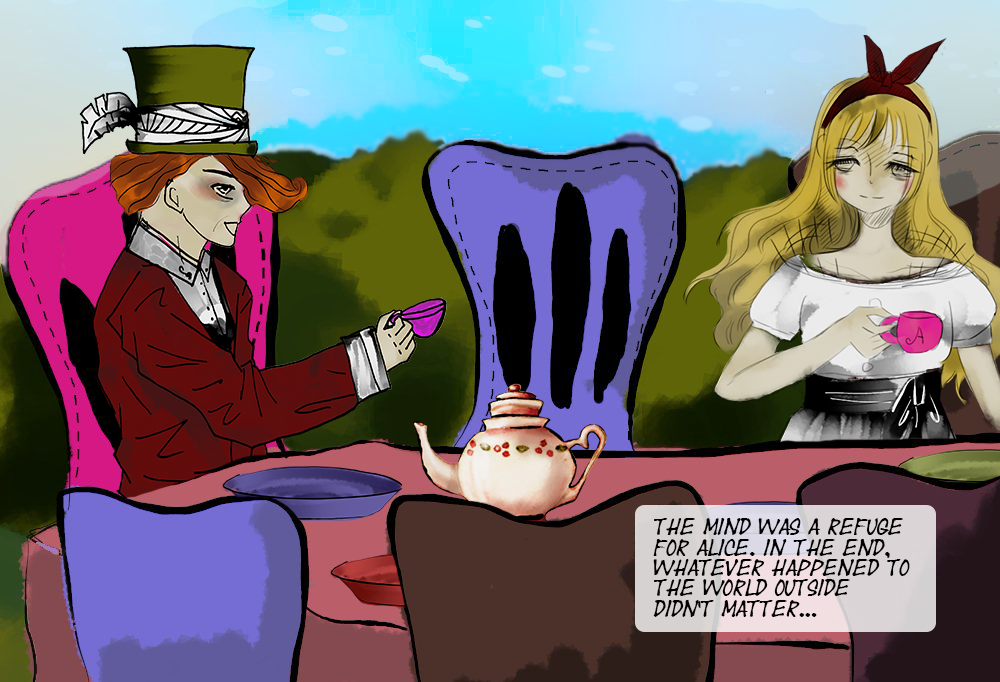 A
THE MIND WAS A REFUGE
FOR ALICE. IN THE END,
WHATEVER HAPPENED TO
THE WORLD OUTSIDE
DIDN'T MATTER...